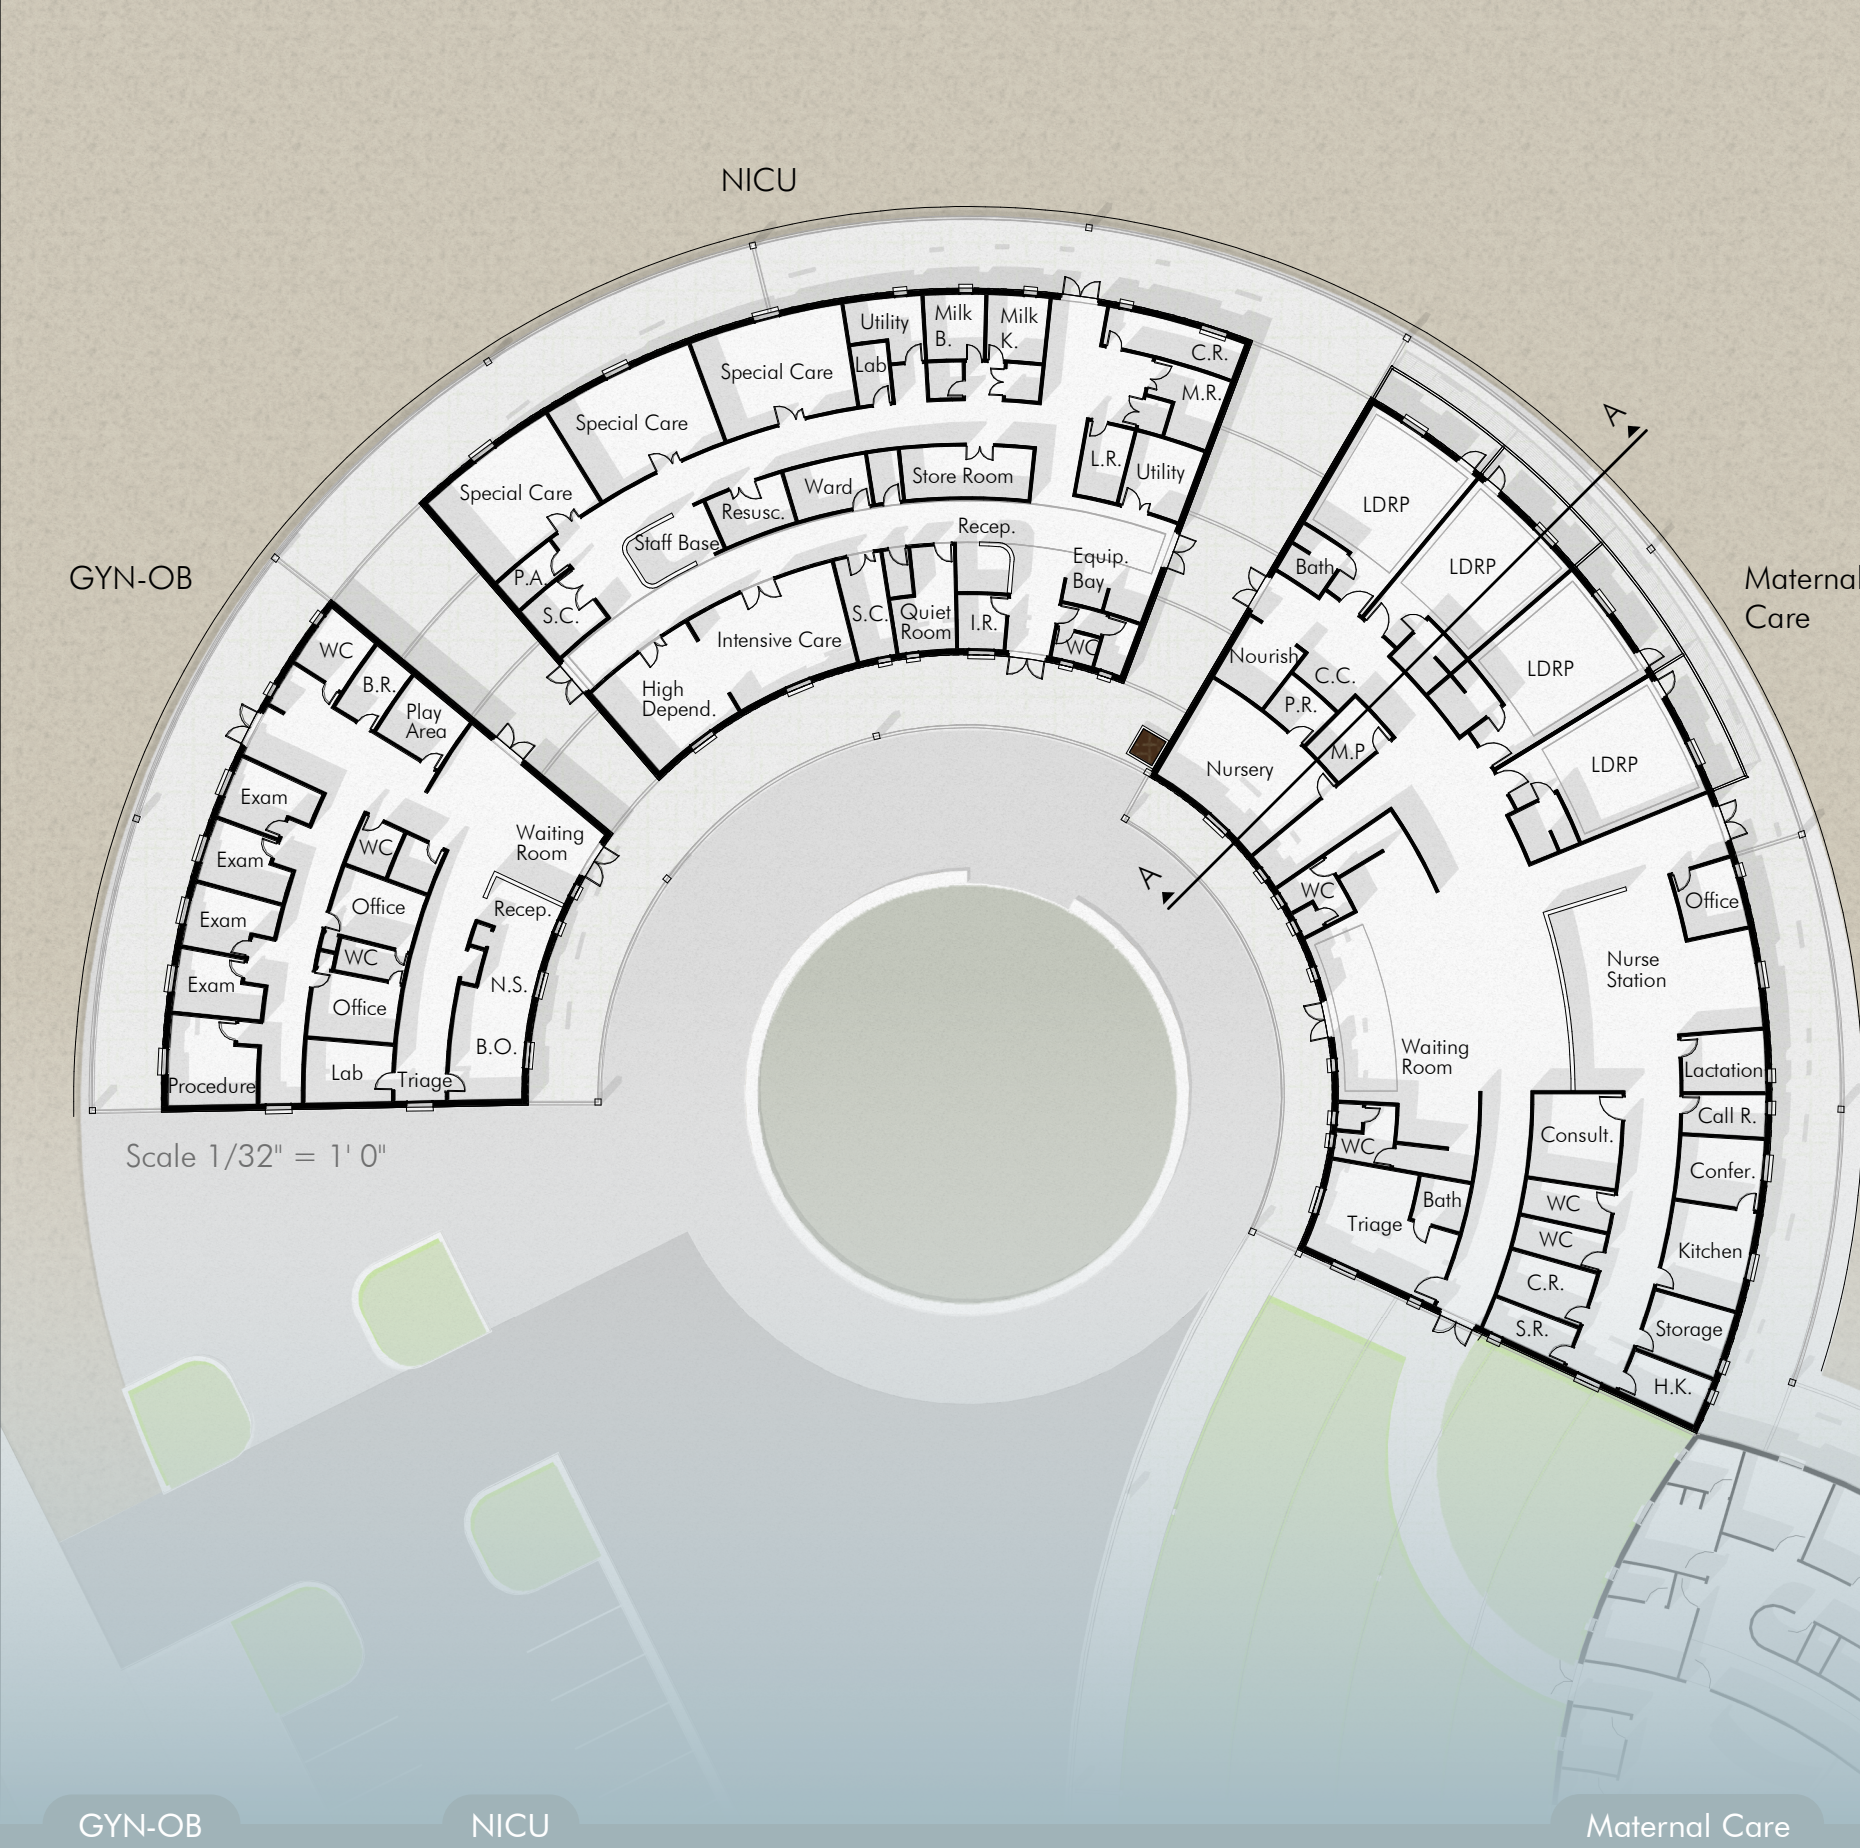 NICU
GYN-OB
Maternal
Care
A
A
Utility
Milk
B.
Milk
K.
C.R.
Lab
M.R.
Special Care
Special Care
Special Care
L.R.
Utility
Store Room
Ward
Resusc.
Staff Base
Recep.
Equip.
Bay
P.A.
S.C.
S.C.
Quiet
Room
I.R.
WC
Intensive Care
High
Depend.
WC
B.R.
Play
Area
Exam
Exam
Exam
Exam
Procedure
Waiting
Room
WC
Office
WC
Office
Lab
Triage
Recep.
N.S.
B.O.
LDRP
LDRP
LDRP
LDRP
Bath
Nourish
C.C.
P.R.
M.P
Nursery
WC
Office
Nurse
Station
Waiting
Room
Lactation
Call R.
Confer.
Kitchen
Storage
H.K.
Consult.
WC
WC
C.R.
S.R.
WC
Bath
Triage
Scale 1/32" = 1' 0"
GYN-OB
NICU
Maternal Care